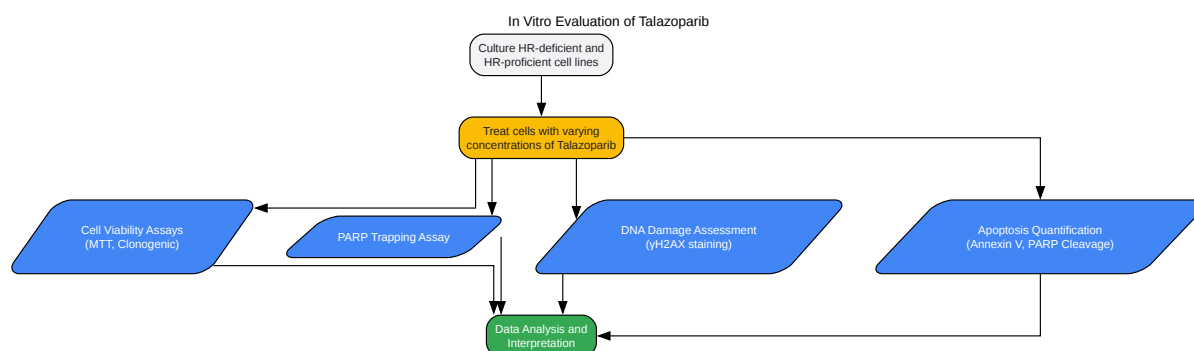 In Vitro Evaluation of Talazoparib
Culture HR-deficient and
HR-proficient cell lines
Treat cells with varying
concentrations of Talazoparib
Cell Viability Assays
(MTT, Clonogenic)
PARP Trapping Assay
DNA Damage Assessment
(γH2AX staining)
Apoptosis Quantification
(Annexin V, PARP Cleavage)
Data Analysis and
Interpretation